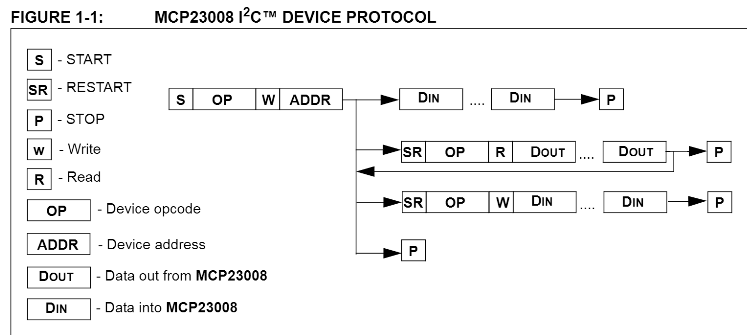 FIGURE 1-1: MCP23008 I²C™ DEVICE PROTOCOL
S - START
SR - RESTART
P - STOP
W - Write
R - Read
OP - Device opcode
ADDR - Device address
DOUT - Data out from MCP23008
DIN - Data into MCP23008
S OP W ADDR DIN .... DIN P
SR OP R DOUT .... DOUT P
SR OP W DIN .... DIN P
P